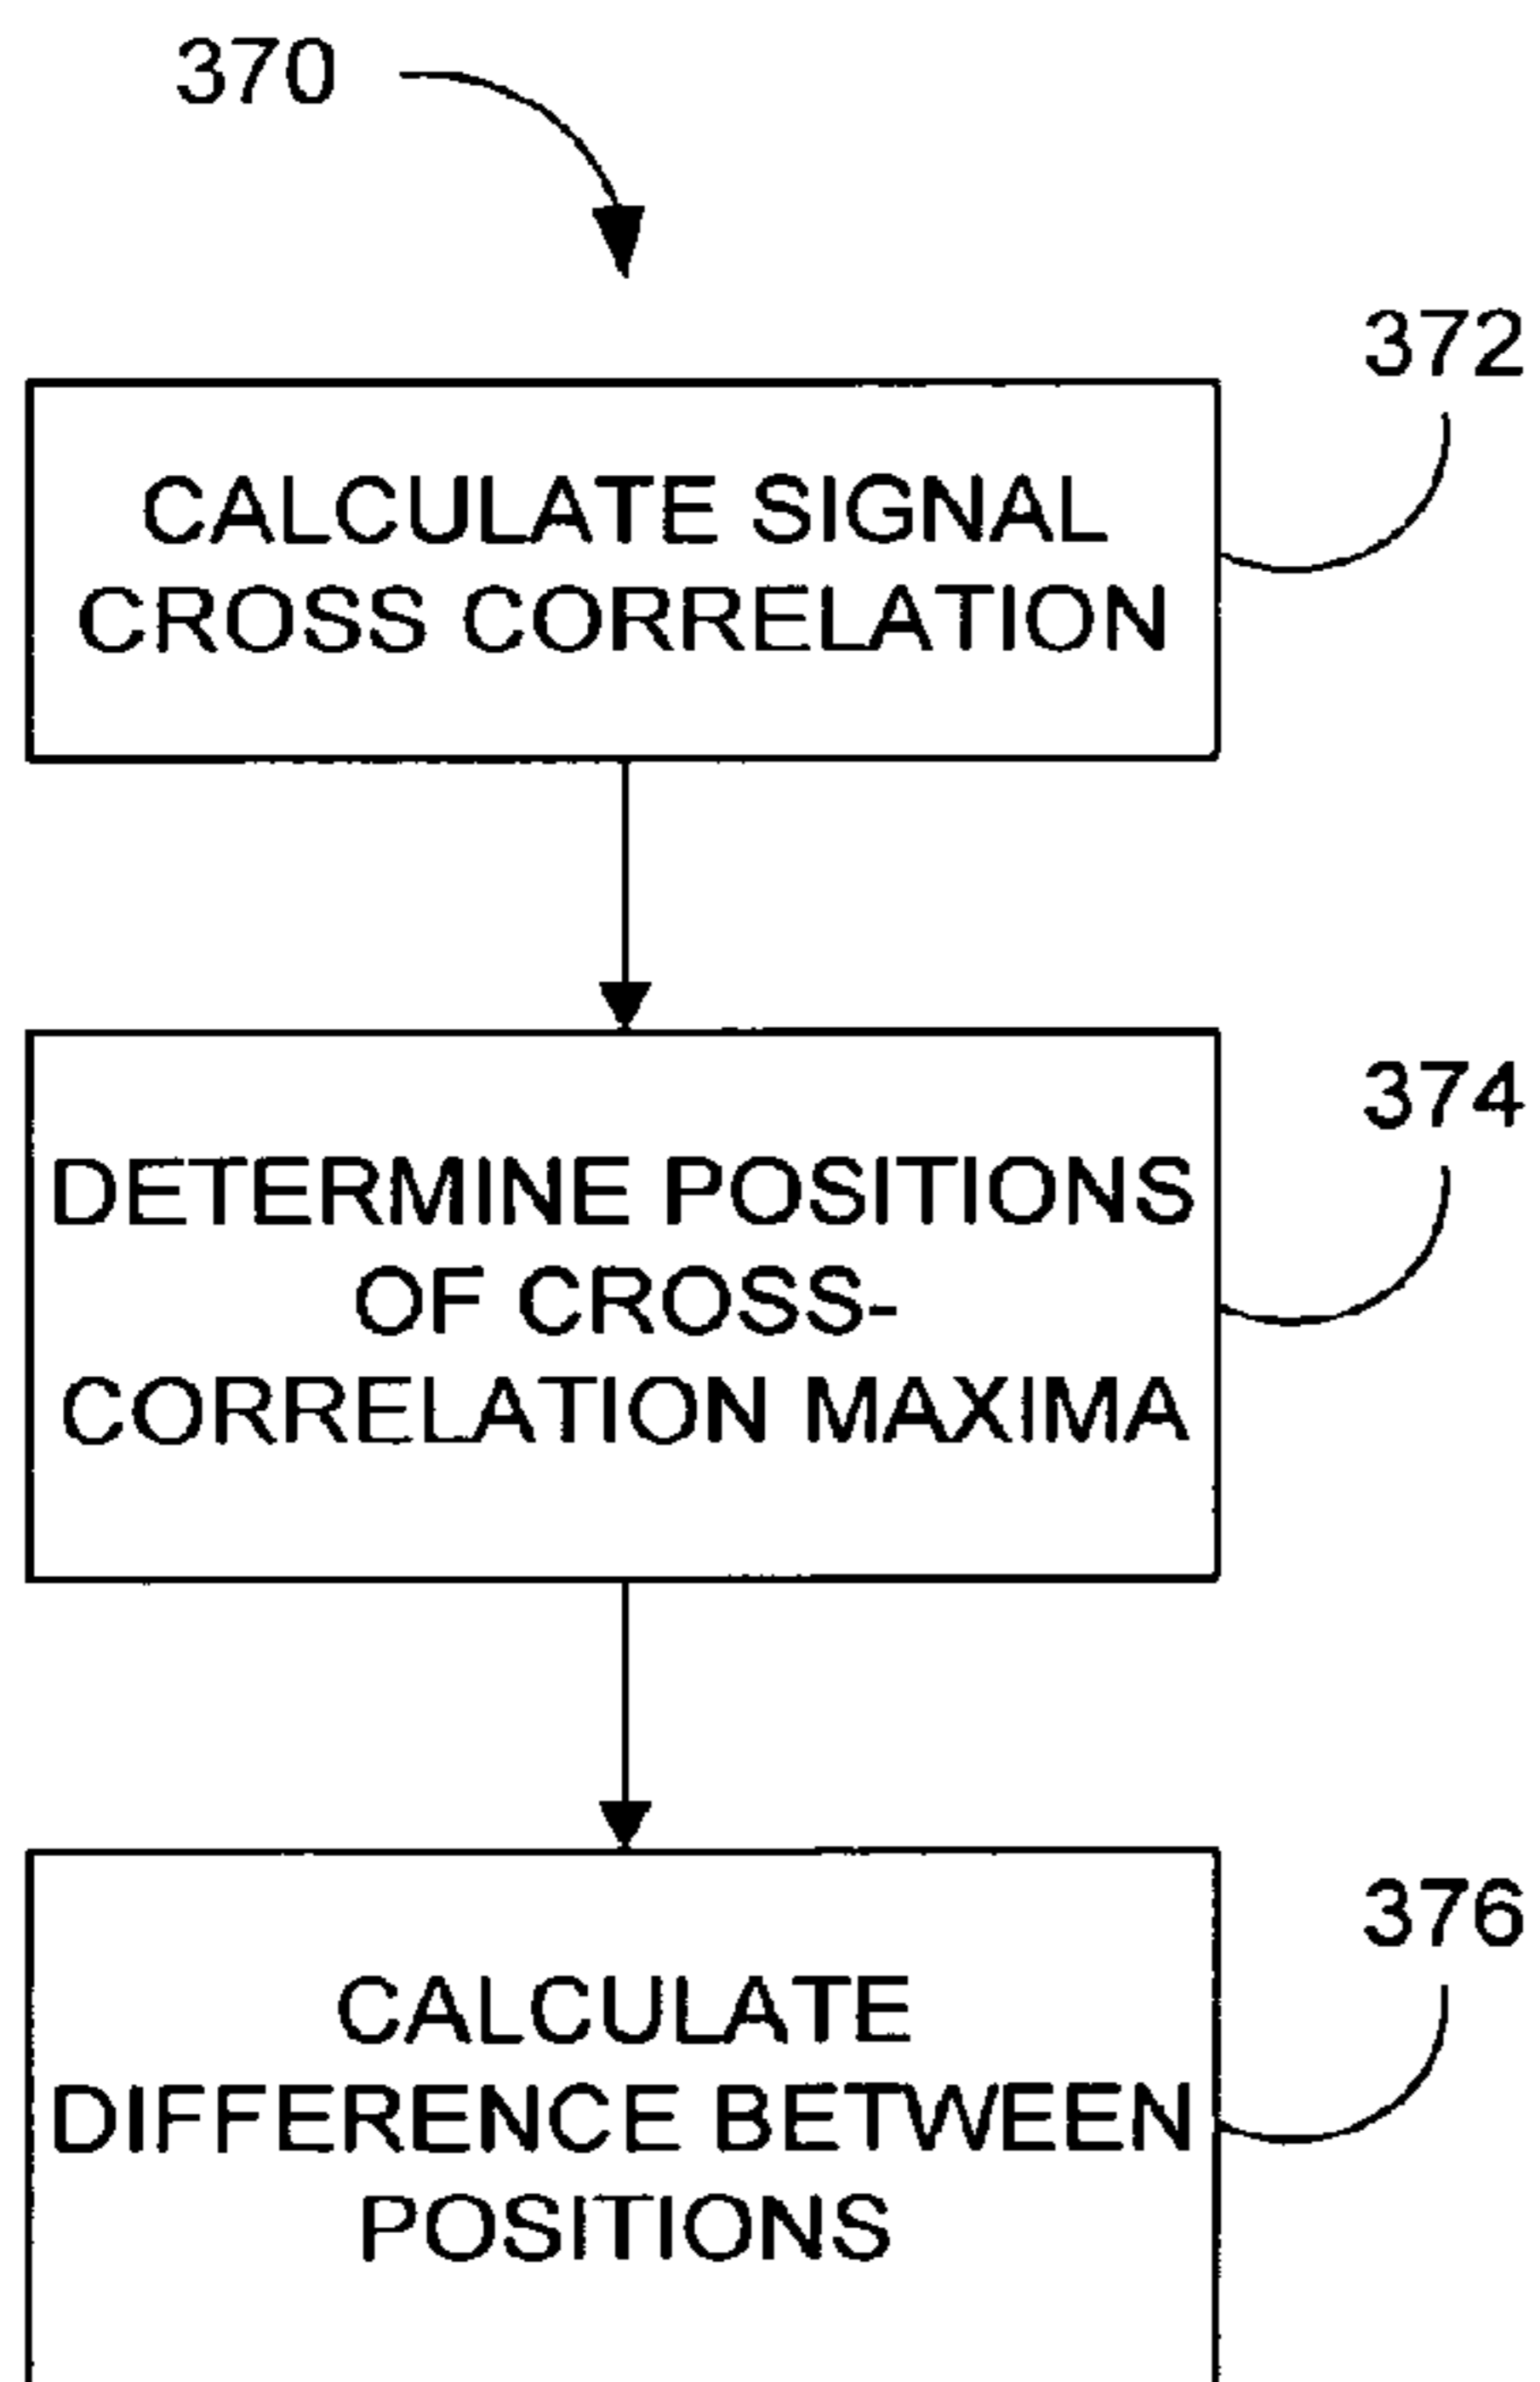 370
372
CALCULATE SIGNAL
CROSS CORRELATION
374
DETERMINE POSITIONS
OF CROSS-
CORRELATION MAXIMA
376
CALCULATE
DIFFERENCE BETWEEN
POSITIONS